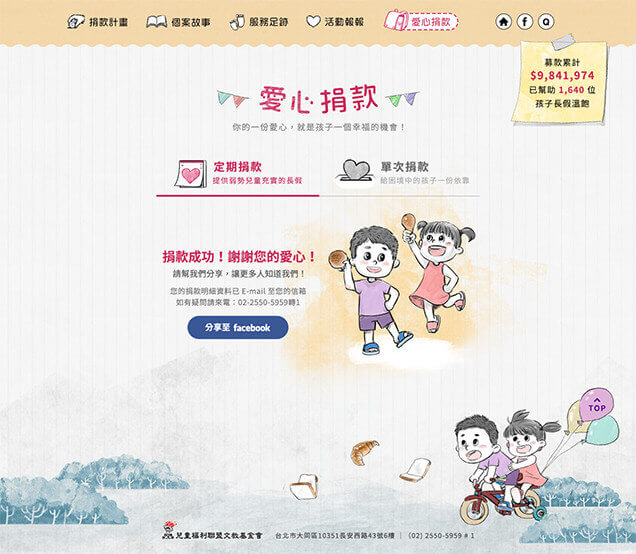 捐款計畫 個案故事 服務足跡 活動報報 愛心捐款
募款累計
$9,841,974
已幫助 1,640 位
孩子長假溫飽
愛心捐款
你的一份愛心，就是孩子一個幸福的機會！
定期捐款
提供弱勢兒童充實的長假
單次捐款
給困境中的孩子一份依靠
捐款成功！謝謝您的愛心！
請幫我們分享，讓更多人知道我們！
您的捐款明細資料已 E-mail 至您的信箱
如有疑問請來電：02-2550-5959轉1
分享至 facebook
TOP
兒童福利聯盟文教基金會 台北市大同區10351長安西路43號6樓 | (02) 2550-5959 # 1